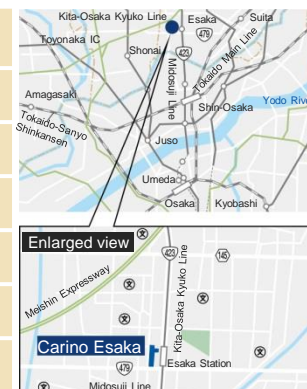 Kita-Osaka Kyuko Line
Esaka
Suita
479
Toyonaka IC
Shonai
423
Midosuji Line
Tokaido Main Line
Amagasaki
Shin-Osaka
Yodo Rive
Tokaido-Sanyo
Shinkansen
Juso
Umeda
Osaka
Kyobashi
Enlarged view
423
145
Kita-Osaka Kyuko Line
Meishin Expressway
Carino Esaka
479
Esaka Station
Midosuji Line